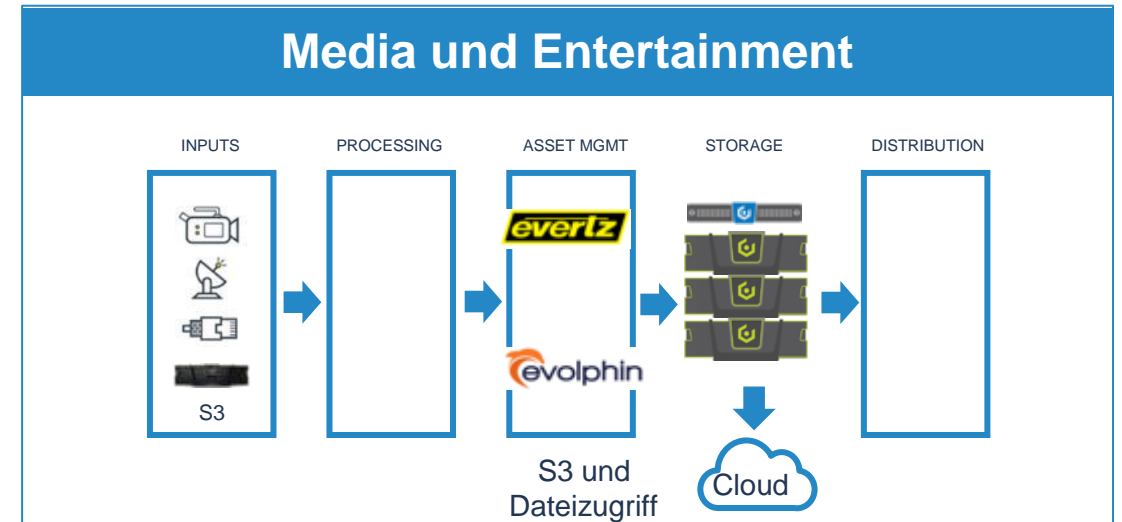 Media und Entertainment
INPUTS
PROCESSING
ASSET MGMT
STORAGE
DISTRIBUTION
S3
evertz
evolphin
S3 und
Dateizugriff
Cloud